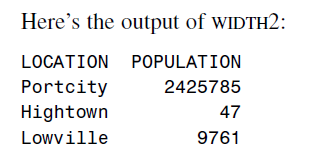 Here’s the output of WIDTH2:
LOCATION POPULATION
Portcity 2425785
Hightown 47
Lowville 9761